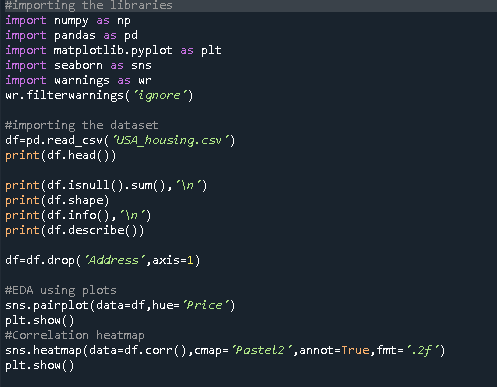 #importing the libraries
import numpy as np
import pandas as pd
import matplotlib.pyplot as plt
import seaborn as sns
import warnings as wr
wr.filterwarnings('ignore')
#importing the dataset
df=pd.read_csv('USA_housing.csv')
print(df.head())
print(df.isnull().sum(),'\n')
print(df.shape)
print(df.info(),'\n')
print(df.describe())
df=df.drop('Address',axis=1)
#EDA using plots
sns.pairplot(data=df,hue='Price')
plt.show()
#Correlation heatmap
sns.heatmap(data=df.corr(),cmap='Pastel2',annot=True,fmt='.2f')
plt.show()